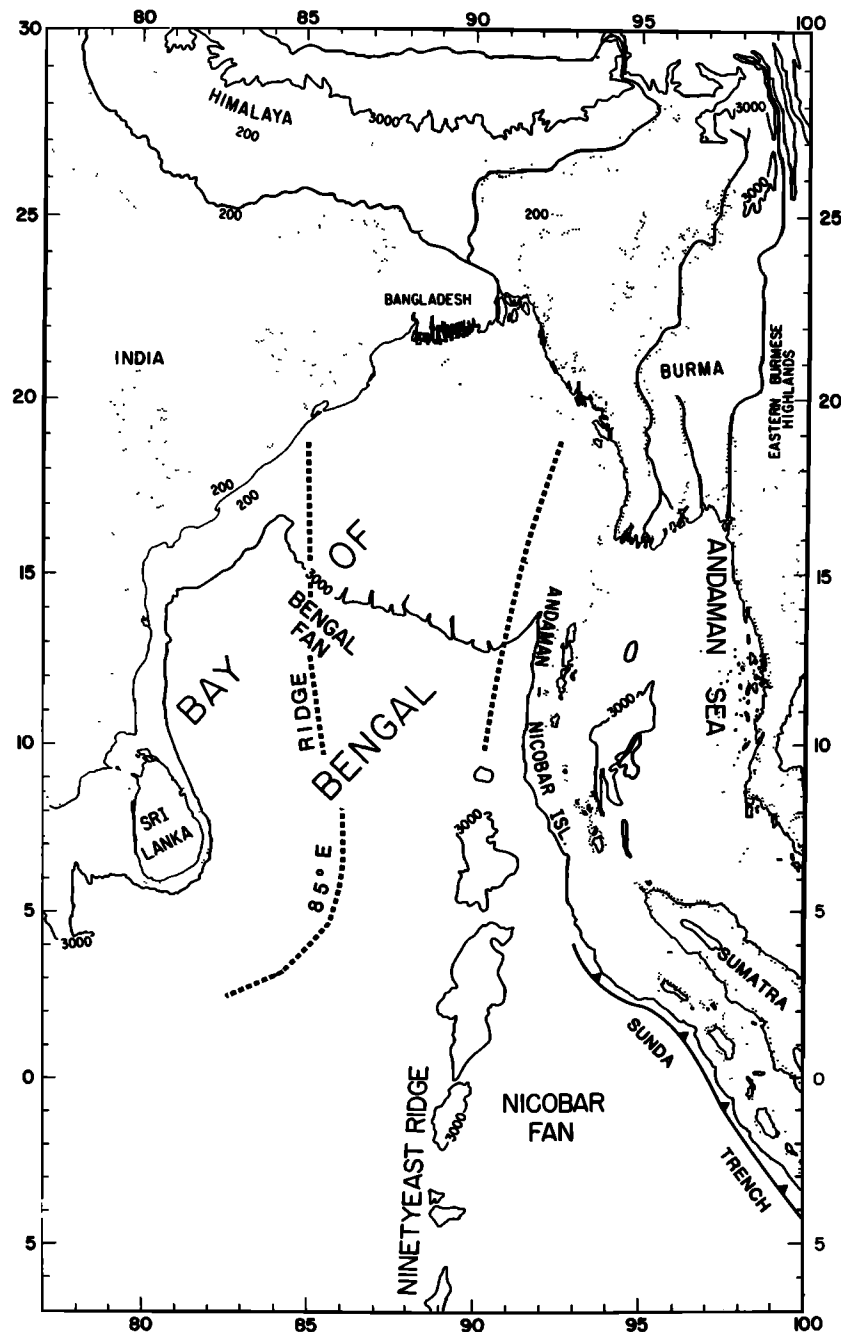 80 85 90 95 100
30
HIMALAYA
200
3000
3000
3000
25
200
200
25
BANGLADESH
INDIA
BURMA
EASTERN BURMESE
HIGHLANDS
20
20
200
200
OF
3000
BENGAL
FAN
15
15
ANDAMAN SEA
ANDAMAN
NICOBAR ISL
BAY
RIDGE
BENGAL
3000
10
10
SRI
LANKA
3000
85° E
5
5
3000
SUMATRA
SUNDA
TRENCH
0
0
NINETYEAST RIDGE
3000
NICOBAR
FAN
5
5
80 85 90 95 100